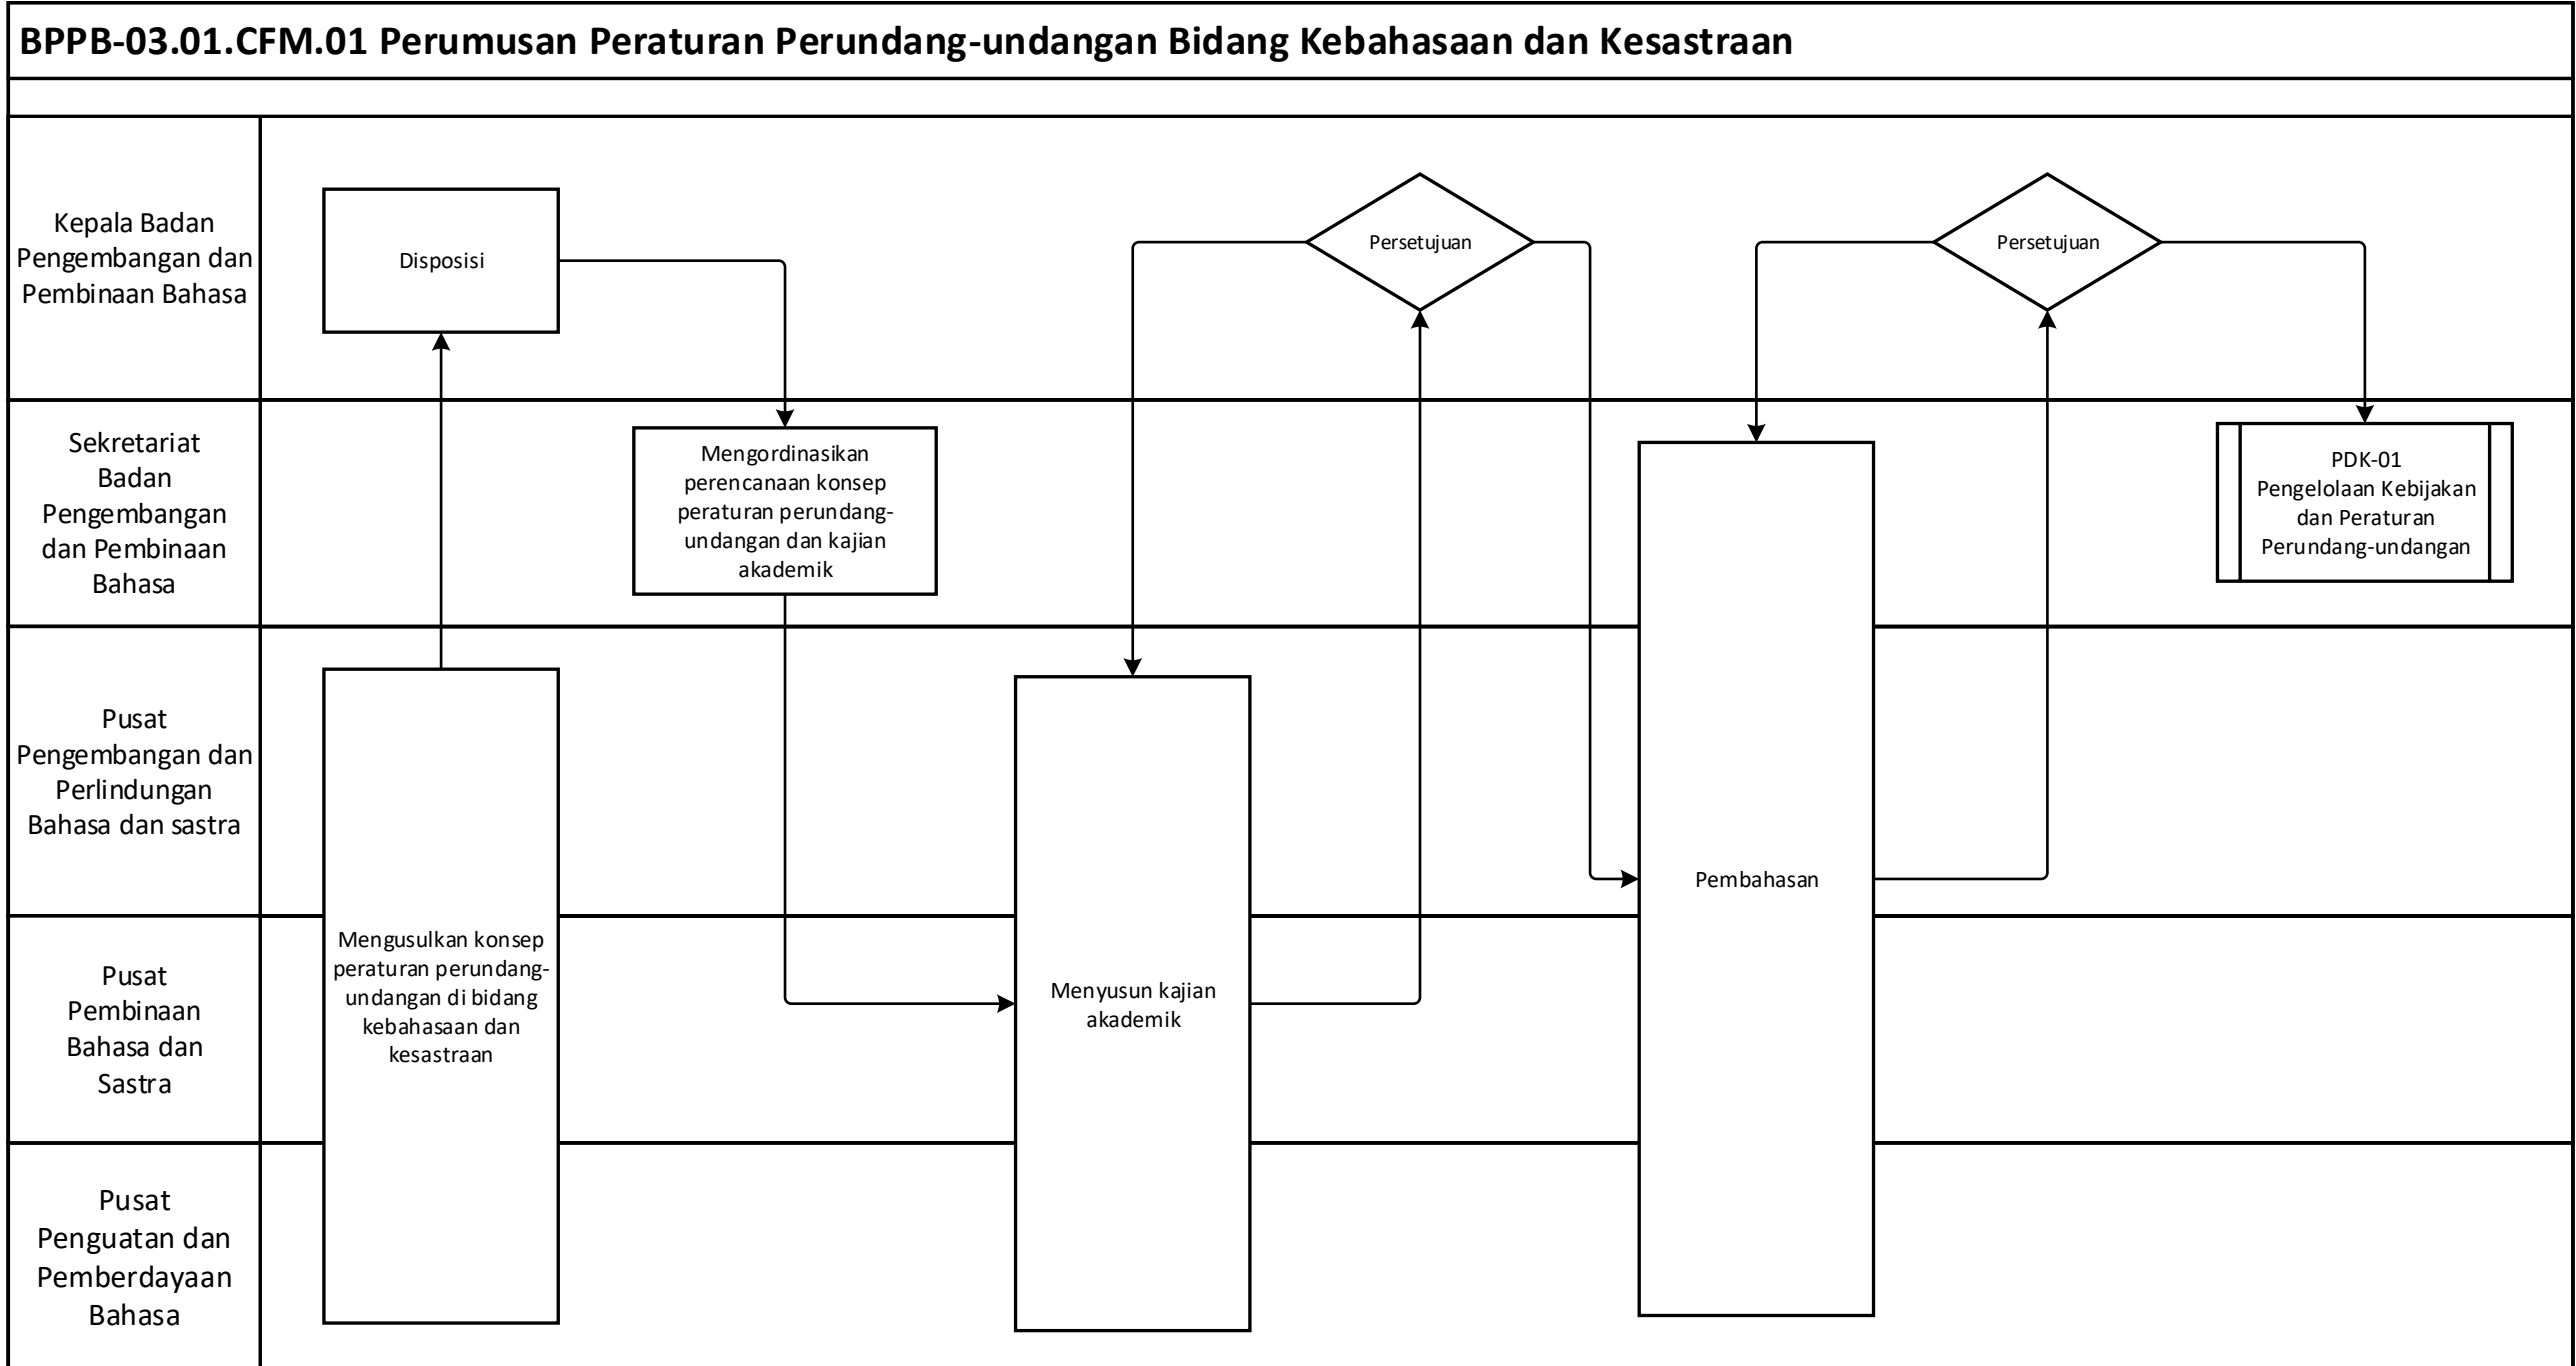 BPPB-03.01.CFM.01 Perumusan Peraturan Perundang-undangan Bidang Kebahasaan dan Kesastraan
Kepala Badan
Pengembangan dan
Pembinaan Bahasa
Disposisi
Persetujuan
Persetujuan
Sekretariat
Badan
Pengembangan
dan Pembinaan
Bahasa
Mengordinasikan
perencanaan konsep
peraturan perundang-
undangan dan kajian
akademik
PDK-01
Pengelolaan Kebijakan
dan Peraturan
Perundang-undangan
Pusat
Pengembangan dan
Perlindungan
Bahasa dan sastra
Pembahasan
Pusat
Pembinaan
Bahasa dan
Sastra
Mengusulkan konsep
peraturan perundang-
undangan di bidang
kebahasaan dan
kesastraan
Menyusun kajian
akademik
Pusat
Penguatan dan
Pemberdayaan
Bahasa